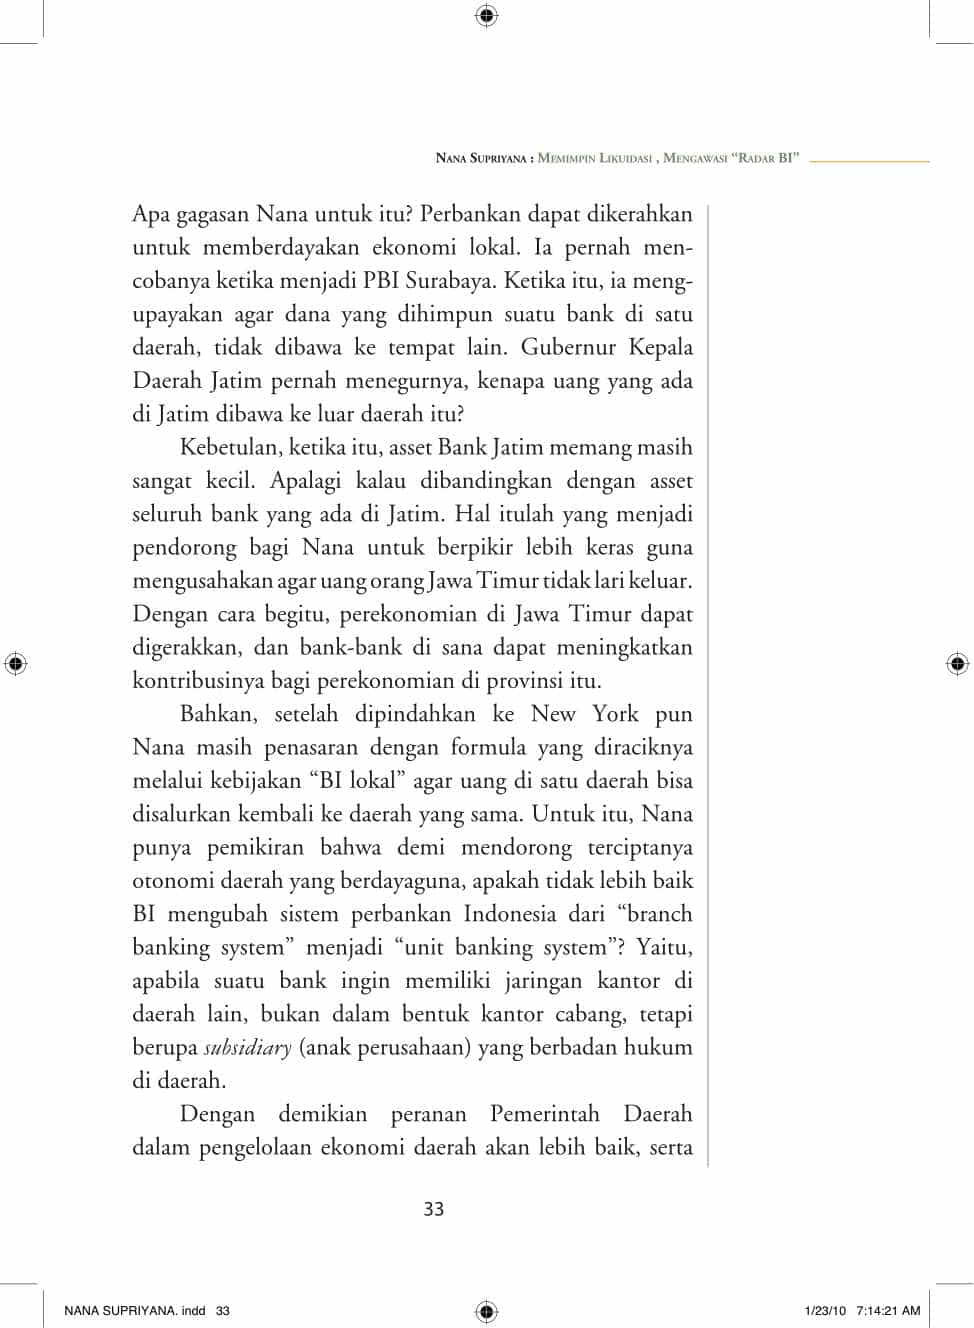 Nana Supriyana : Memimpin Likuidasi , Mengawasi “Radar BI”
Apa gagasan Nana untuk itu? Perbankan dapat dikerahkan
untuk memberdayakan ekonomi lokal. Ia pernah men-
cobanya ketika menjadi PBI Surabaya. Ketika itu, ia meng-
upayakan agar dana yang dihimpun suatu bank di satu
daerah, tidak dibawa ke tempat lain. Gubernur Kepala
Daerah Jatim pernah menegurnya, kenapa uang yang ada
di Jatim dibawa ke luar daerah itu?
Kebetulan, ketika itu, asset Bank Jatim memang masih
sangat kecil. Apalagi kalau dibandingkan dengan asset
seluruh bank yang ada di Jatim. Hal itulah yang menjadi
pendorong bagi Nana untuk berpikir lebih keras guna
mengusahakan agar uang orang Jawa Timur tidak lari keluar.
Dengan cara begitu, perekonomian di Jawa Timur dapat
digerakkan, dan bank-bank di sana dapat meningkatkan
kontribusinya bagi perekonomian di provinsi itu.
Bahkan, setelah dipindahkan ke New York pun
Nana masih penasaran dengan formula yang diraciknya
melalui kebijakan “BI lokal” agar uang di satu daerah bisa
disalurkan kembali ke daerah yang sama. Untuk itu, Nana
punya pemikiran bahwa demi mendorong terciptanya
otonomi daerah yang berdayaguna, apakah tidak lebih baik
BI mengubah sistem perbankan Indonesia dari “branch
banking system” menjadi “unit banking system”? Yaitu,
apabila suatu bank ingin memiliki jaringan kantor di
daerah lain, bukan dalam bentuk kantor cabang, tetapi
berupa subsidiary (anak perusahaan) yang berbadan hukum
di daerah.
Dengan demikian peranan Pemerintah Daerah
dalam pengelolaan ekonomi daerah akan lebih baik, serta
33
NANA SUPRIYANA. indd 33
1/23/10 7:14:21 AM